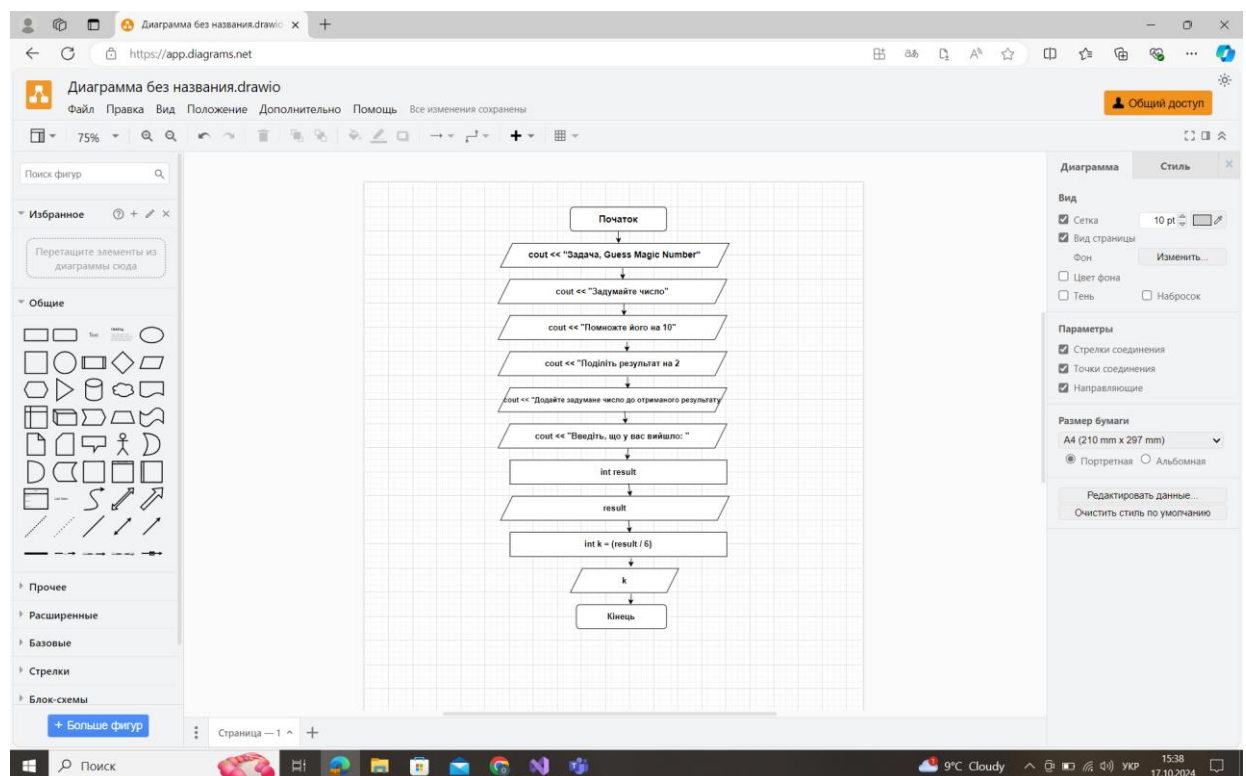 Диаграмма без названия.drawio
https://app.diagrams.net
Диаграмма без названия.drawio
Файл Правка Вид Положение Дополнительно Помощь Все изменения сохранены
Общий доступ
75%
Поиск фигур
Избранное
Перетащите элементы из
диаграммы сюда
Общие
Прочее
Расширенные
Базовые
Стрелки
Блок-схемы
+ Больше фигур
Початок
cout << "Задача, Guess Magic Number"
cout << "Задумайте число"
cout << "Помножте його на 10"
cout << "Поділіть результат на 2
cout << "Додайте задумане число до отриманого результату
cout << "Введіть, що у вас вийшло: "
int result
result
int k = (result / 6)
k
Кінець
Страница — 1
Диаграмма Стиль
Вид
Сетка 10 pt
Вид страницы
Фон Изменить...
Цвет фона
Тень Набросок
Параметры
Стрелки соединения
Точки соединения
Направляющие
Размер бумаги
A4 (210 mm x 297 mm)
Портретная Альбомная
Редактировать данные...
Очистить стиль по умолчанию
Поиск
9°C Cloudy
УКР
15:38
17.10.2024